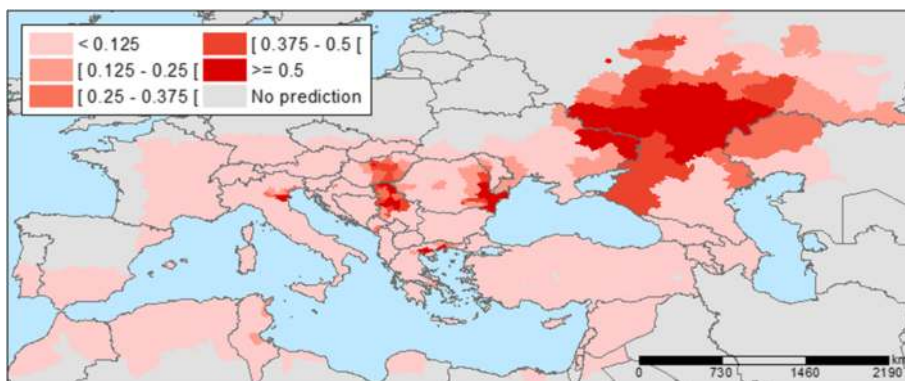 < 0.125
[ 0.125 - 0.25 [
[ 0.25 - 0.375 [
[ 0.375 - 0.5 [
>= 0.5
No prediction
km
0 730 1460 2190